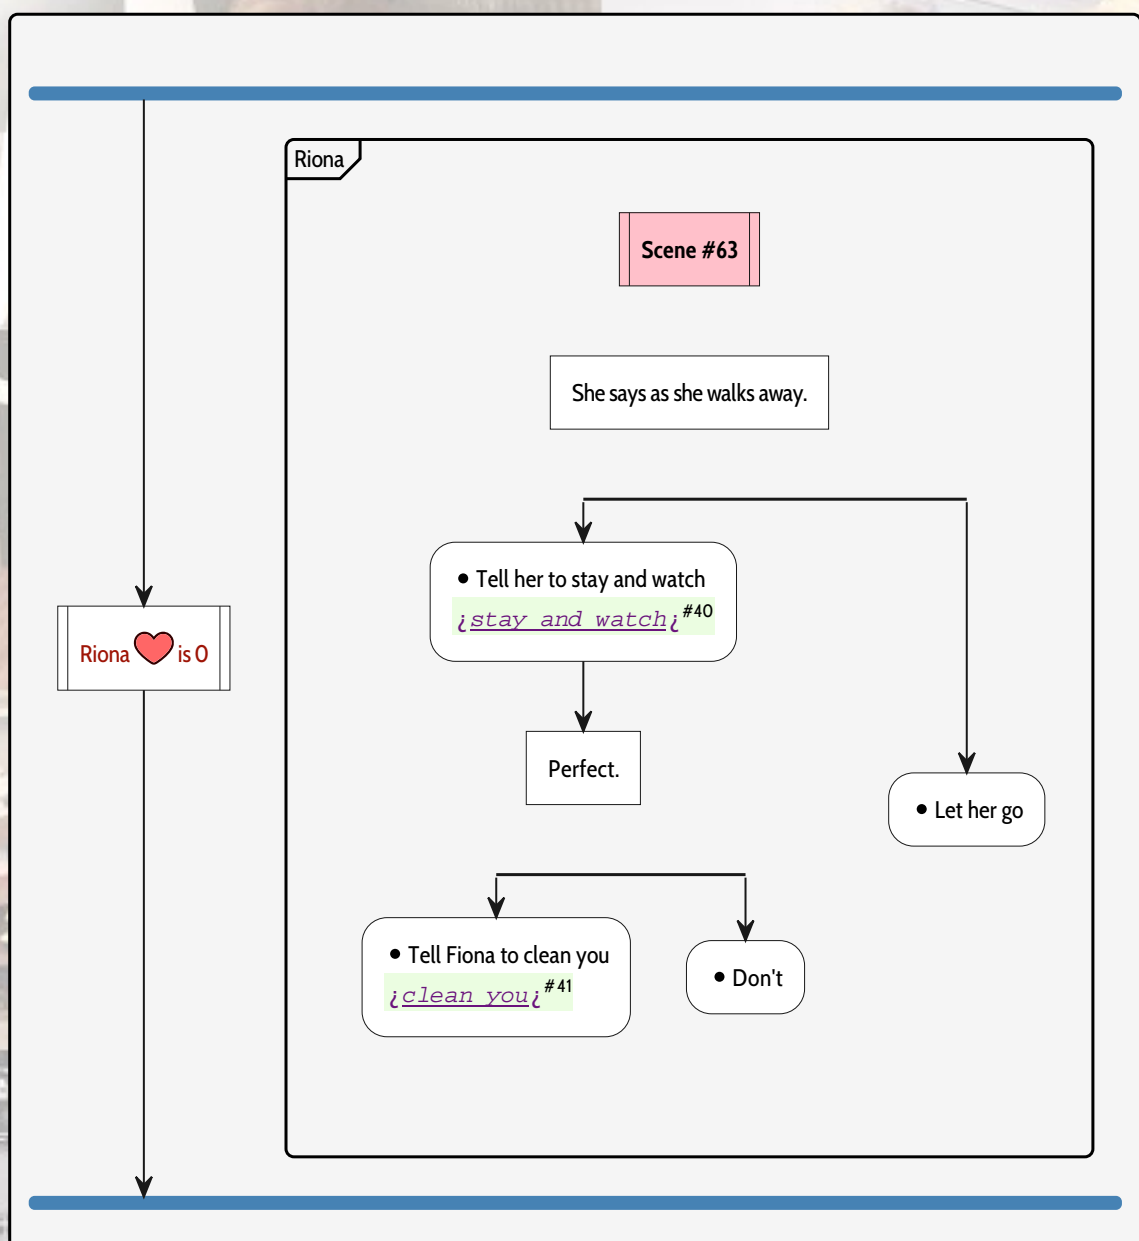 Riona
Scene #63
She says as she walks away.
• Tell her to stay and watch
¿stay and watch¿#40
Riona is 0
Perfect.
• Let her go
• Tell Fiona to clean you
¿clean you¿#41
• Don't